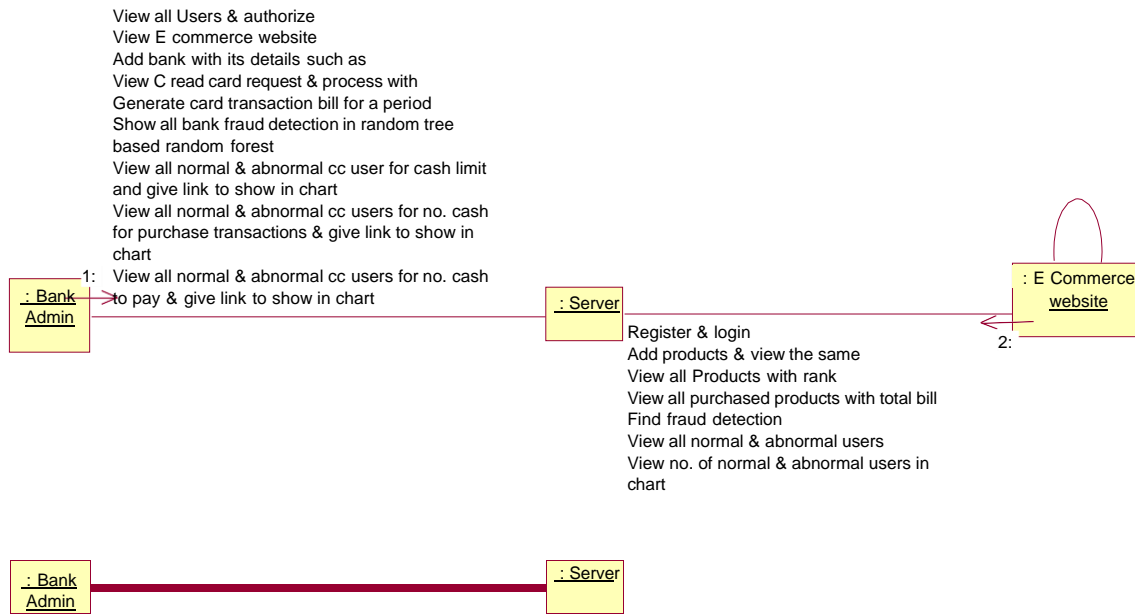 View all Users & authorize
View E commerce website
Add bank with its details such as
View C read card request & process with
Generate card transaction bill for a period
Show all bank fraud detection in random tree
based random forest
View all normal & abnormal cc user for cash limit
and give link to show in chart
View all normal & abnormal cc users for no. cash
for purchase transactions & give link to show in
chart
1:
View all normal & abnormal cc users for no. cash
to pay & give link to show in chart
: Bank
Admin
: Server
: E Commerce
website
2:
Register & login
Add products & view the same
View all Products with rank
View all purchased products with total bill
Find fraud detection
View all normal & abnormal users
View no. of normal & abnormal users in
chart
: Bank
Admin
: Server